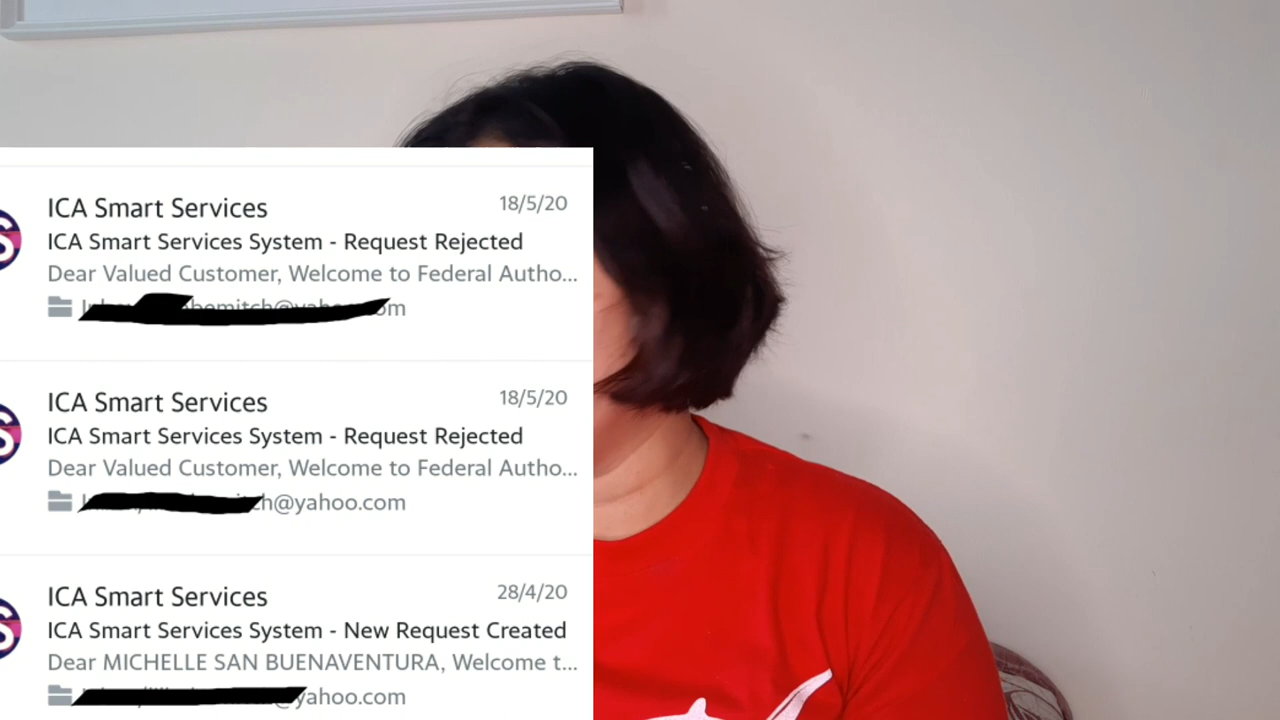 ICA Smart Services 18/5/20
ICA Smart Services System - Request Rejected
Dear Valued Customer, Welcome to Federal Autho...
ICA Smart Services 18/5/20
ICA Smart Services System - Request Rejected
Dear Valued Customer, Welcome to Federal Autho...
h@yahoo.com
ICA Smart Services 28/4/20
ICA Smart Services System - New Request Created
Dear MICHELLE SAN BUENAVENTURA, Welcome t...
yahoo.com